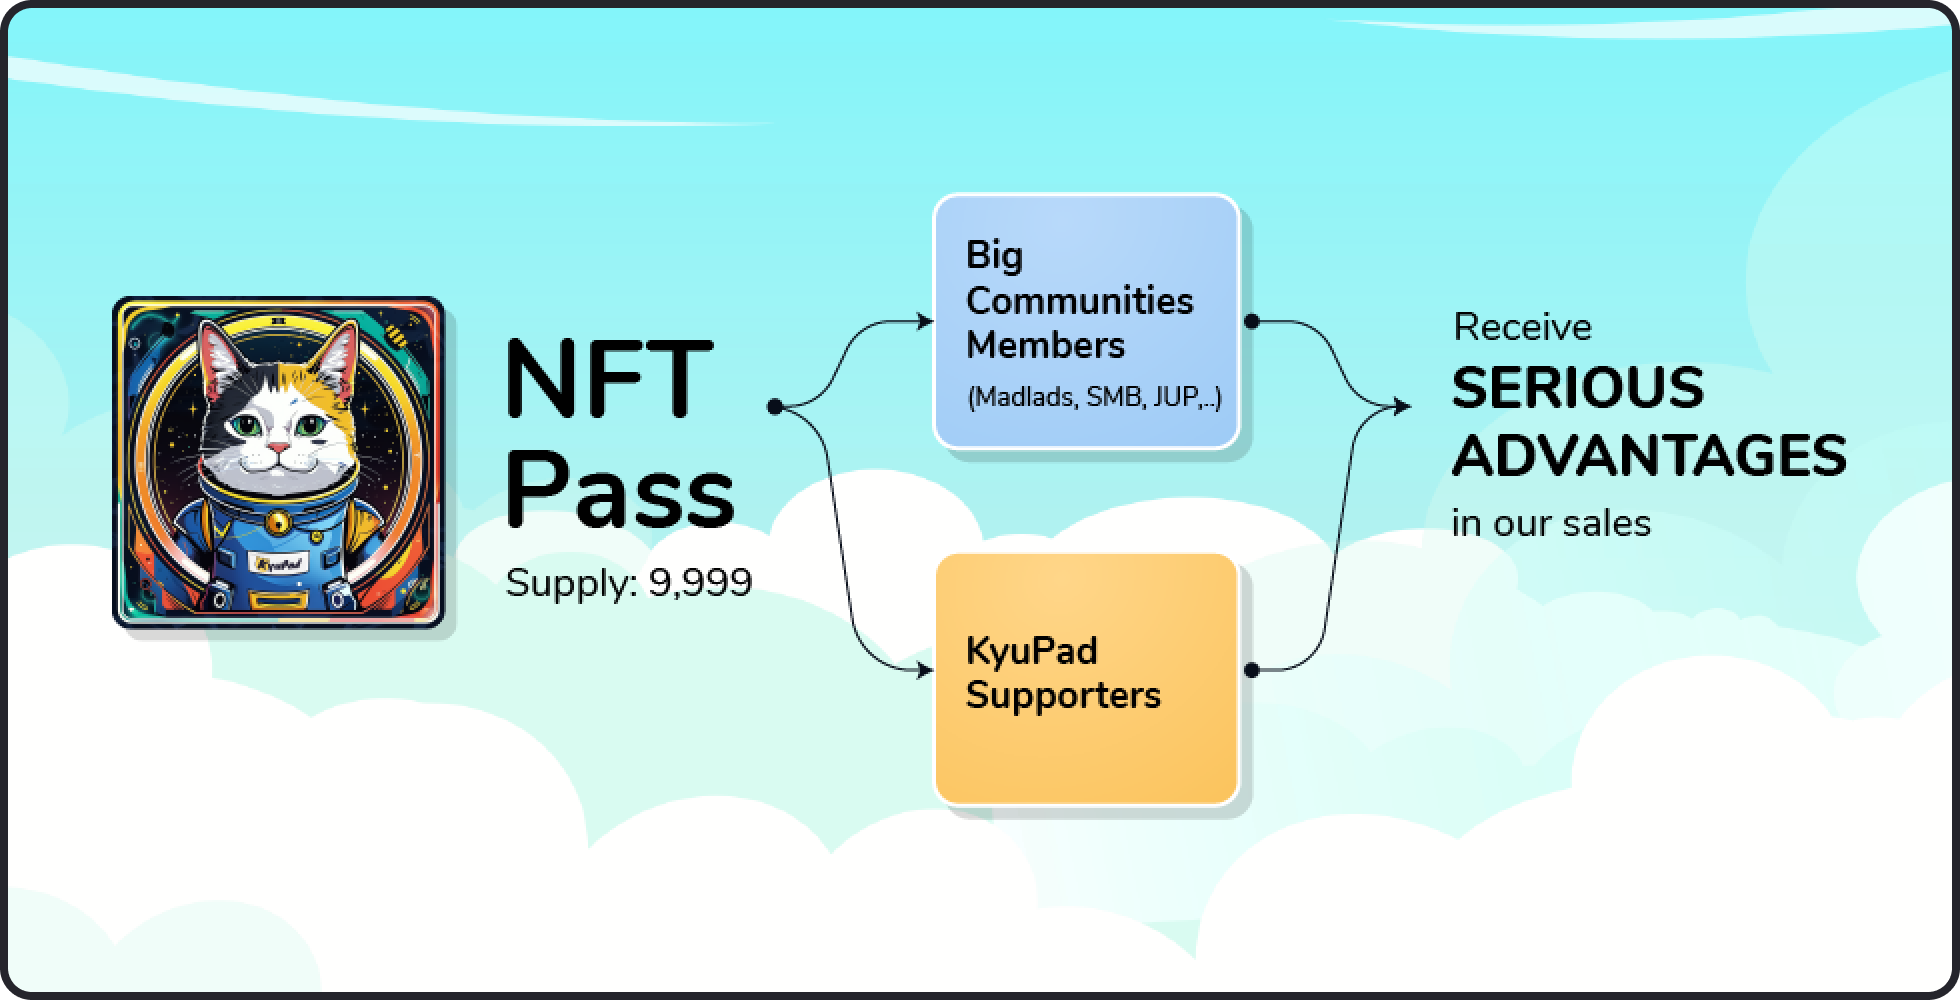 KyuPad
NFT
Pass
Supply: 9,999
Big
Communities
Members
(Madlads, SMB, JUP,..)
KyuPad
Supporters
Receive
SERIOUS
ADVANTAGES
in our sales